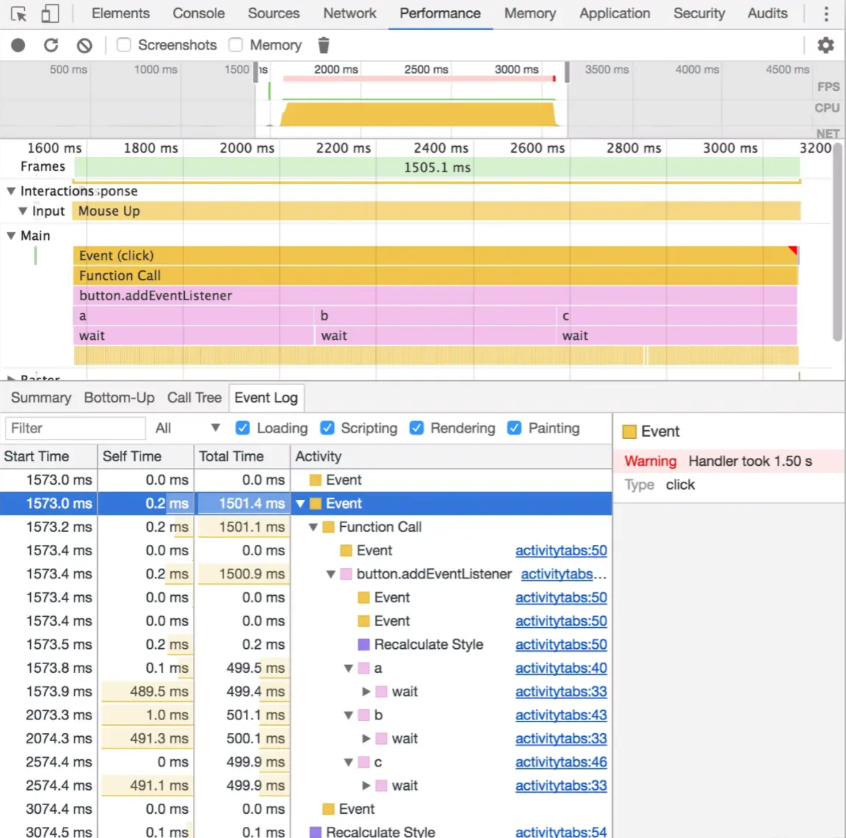 Elements Console Sources Network Performance Memory Application Security Audits
Screenshots Memory
500 ms 1000 ms 1500 ms 2000 ms 2500 ms 3000 ms 3500 ms 4000 ms 4500 ms
FPS
CPU
NET
1600 ms 1800 ms 2000 ms 2200 ms 2400 ms 2600 ms 2800 ms 3000 ms 3200
Frames 1505.1 ms
Interactions ponse
Input Mouse Up
Main
Event (click)
Function Call
button.addEventListener
a b c
wait wait wait
Raster
Summary Bottom-Up Call Tree Event Log
Filter All Loading Scripting Rendering Painting
Event
Warning Handler took 1.50 s
Type click
Start Time Self Time Total Time Activity
1573.0 ms 0.0 ms 0.0 ms Event
1573.0 ms 0.2 ms 1501.4 ms Event
1573.2 ms 0.2 ms 1501.1 ms Function Call
1573.4 ms 0.0 ms 0.0 ms Event activitytabs:50
1573.4 ms 0.2 ms 1500.9 ms button.addEventListener activitytabs...
1573.4 ms 0.0 ms 0.0 ms Event activitytabs:50
1573.4 ms 0.0 ms 0.0 ms Event activitytabs:50
1573.5 ms 0.2 ms 0.2 ms Recalculate Style activitytabs:50
1573.8 ms 0.1 ms 499.5 ms a activitytabs:40
1573.9 ms 489.5 ms 499.4 ms wait activitytabs:33
2073.3 ms 1.0 ms 501.1 ms b activitytabs:43
2074.3 ms 491.3 ms 500.1 ms wait activitytabs:33
2574.4 ms 0 ms 499.9 ms c activitytabs:46
2574.4 ms 491.1 ms 499.9 ms wait activitytabs:33
3074.4 ms 0.0 ms 0.0 ms Event
3074.5 ms 0.1 ms 0.1 ms Recalculate Style activitytabs:54